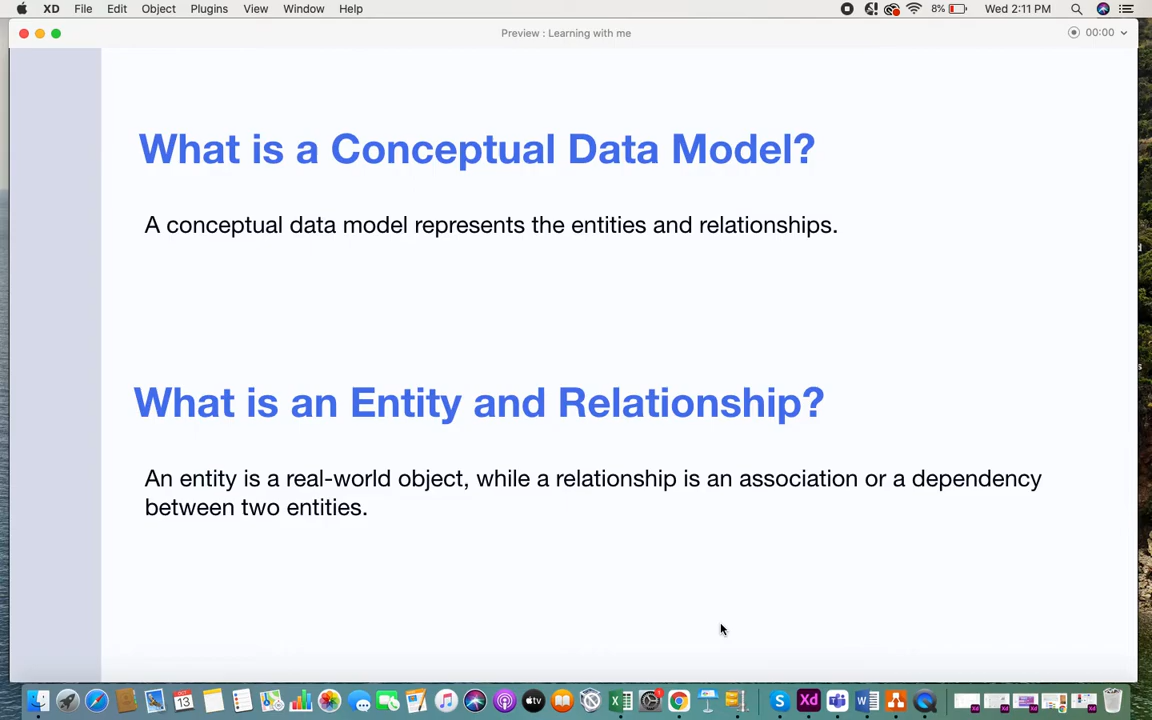 XD File Edit Object Plugins View Window Help 8% Wed 2:11 PM
Preview : Learning with me 00:00
What is a Conceptual Data Model?
A conceptual data model represents the entities and relationships.
What is an Entity and Relationship?
An entity is a real-world object, while a relationship is an association or a dependency
between two entities.